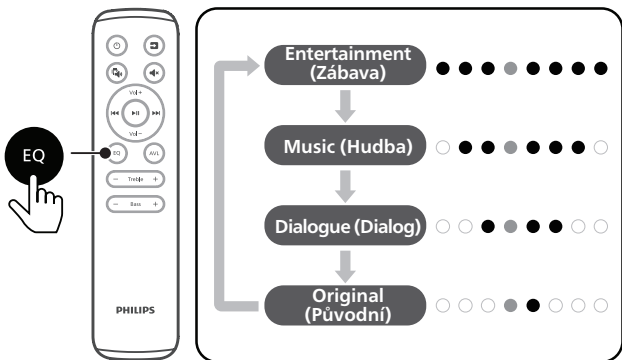 Vol+
Vol−
EQ
EQ
AVL
− Treble +
− Bass +
PHILIPS
Entertainment
(Zábava)
Music (Hudba)
Dialogue (Dialog)
Original
(Původní)